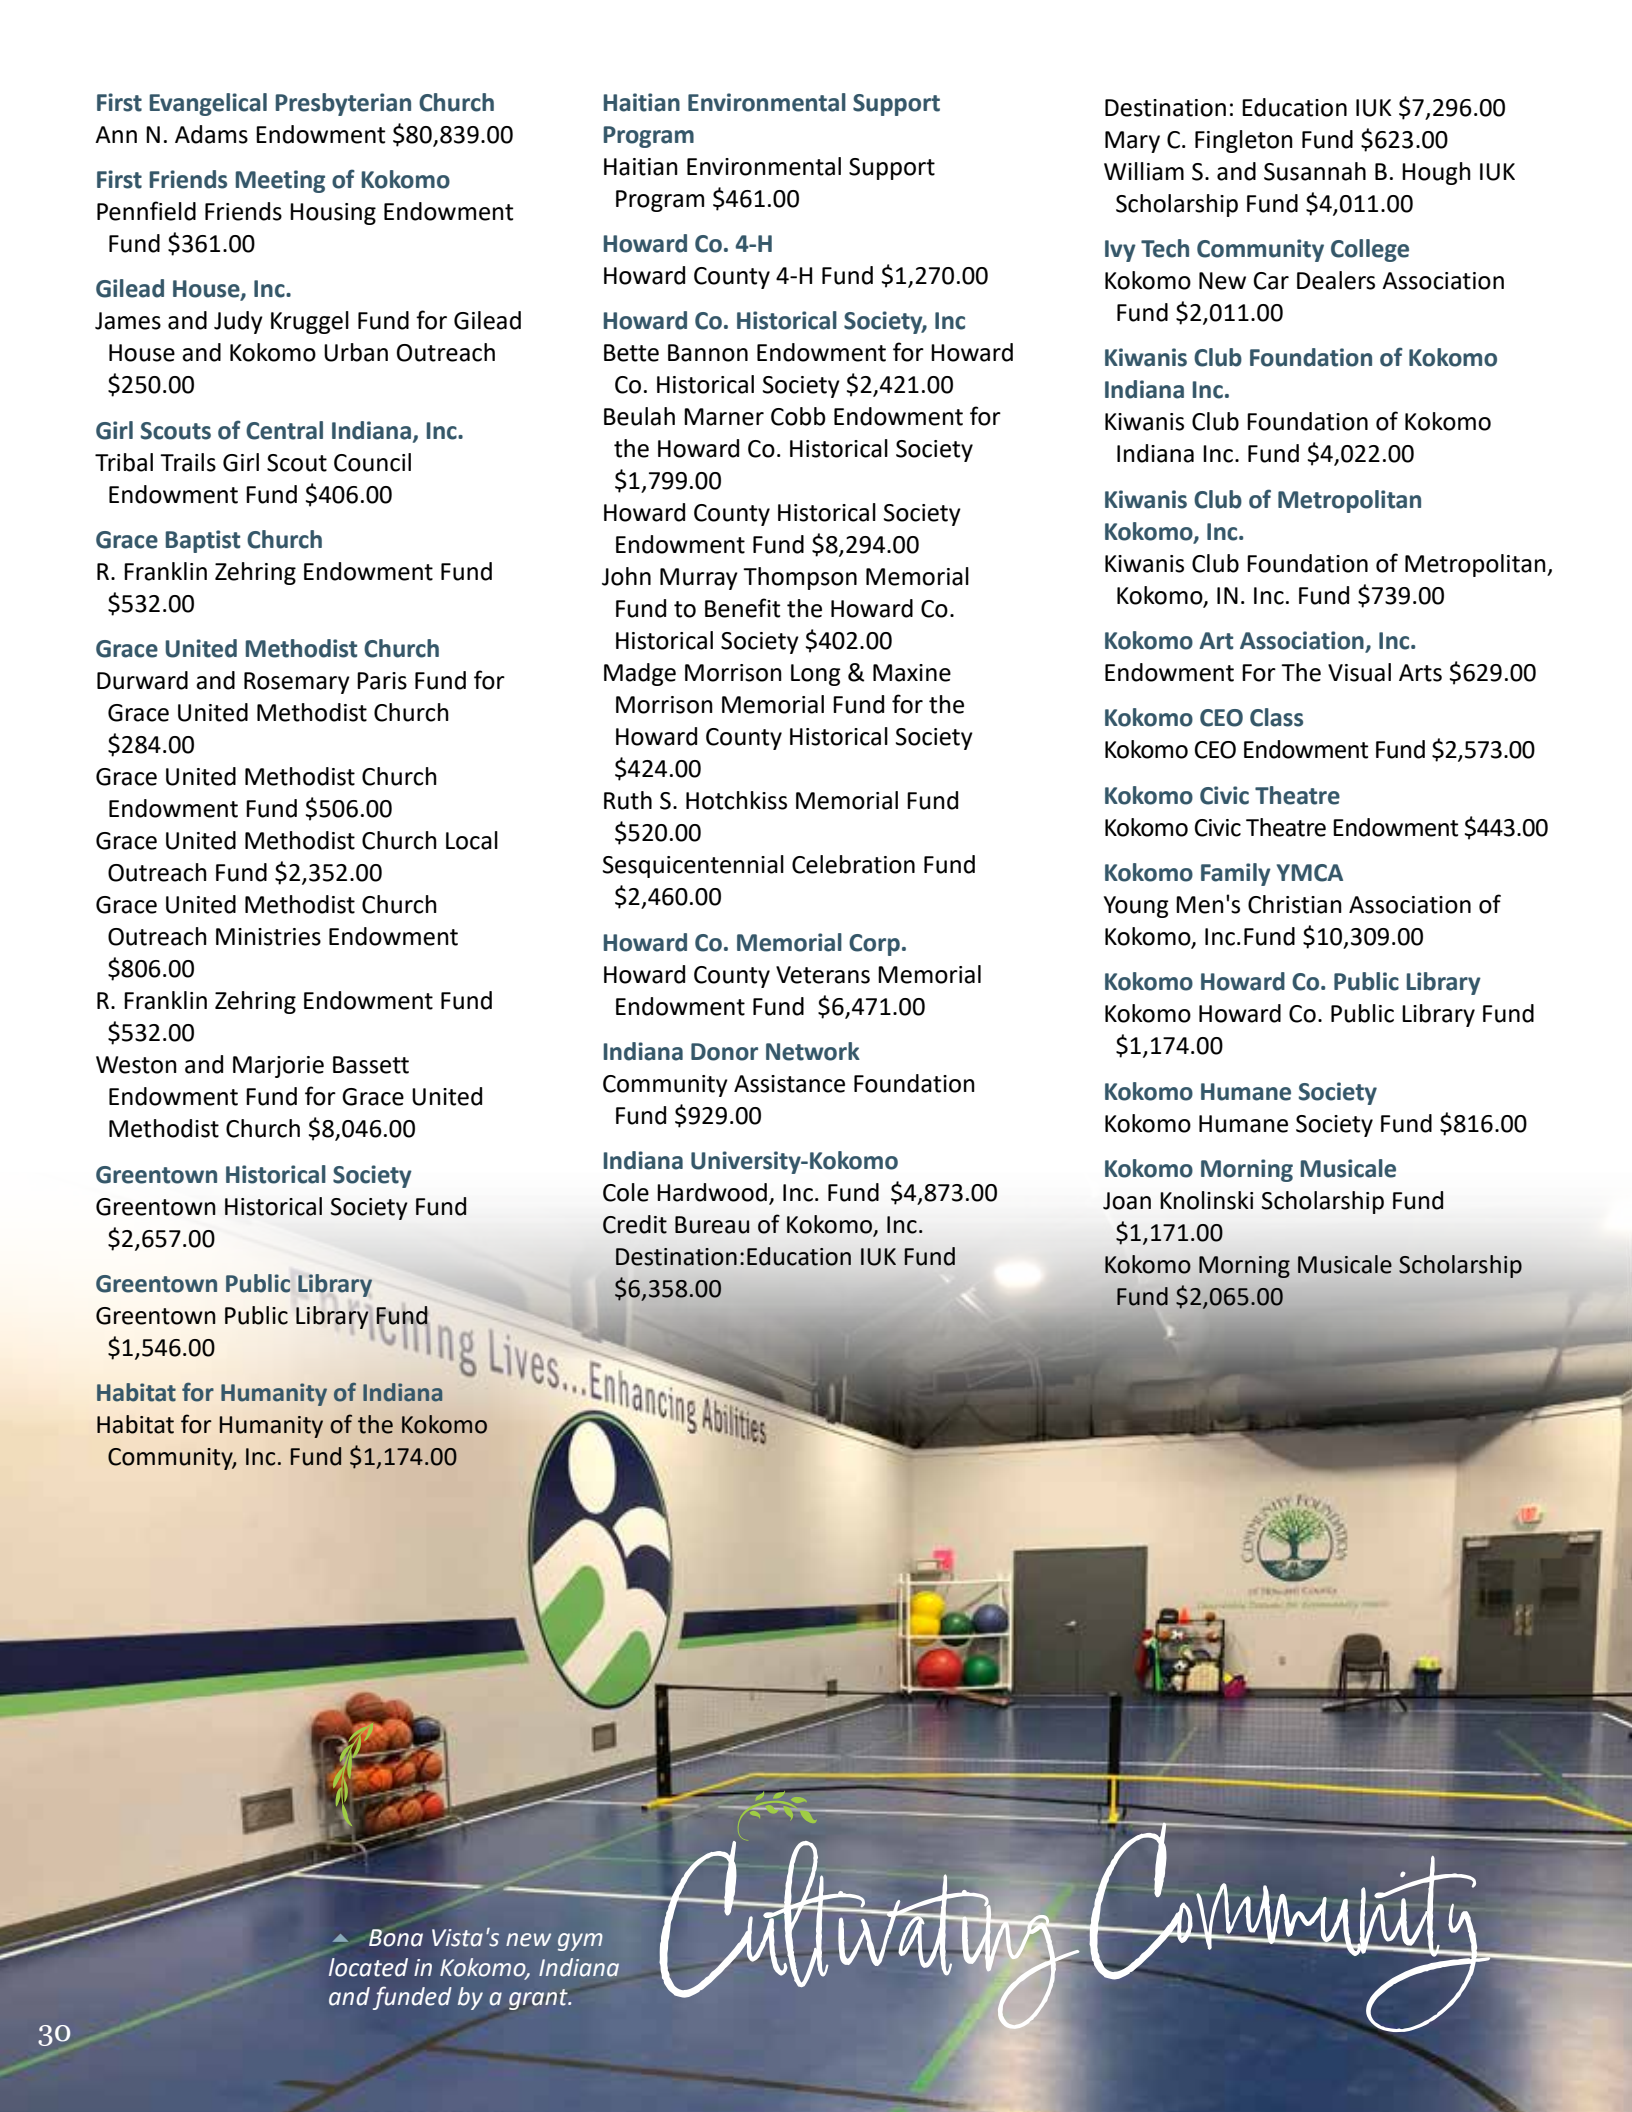 First Evangelical Presbyterian Church
Ann N. Adams Endowment $80,839.00
First Friends Meeting of Kokomo
Pennfield Friends Housing Endowment
Fund $361.00
Gilead House, Inc.
James and Judy Kruggel Fund for Gilead
House and Kokomo Urban Outreach
$250.00
Girl Scouts of Central Indiana, Inc.
Tribal Trails Girl Scout Council
Endowment Fund $406.00
Grace Baptist Church
R. Franklin Zehring Endowment Fund
$532.00
Grace United Methodist Church
Durward and Rosemary Paris Fund for
Grace United Methodist Church
$284.00
Grace United Methodist Church
Endowment Fund $506.00
Grace United Methodist Church Local
Outreach Fund $2,352.00
Grace United Methodist Church
Outreach Ministries Endowment
$806.00
R. Franklin Zehring Endowment Fund
$532.00
Weston and Marjorie Bassett
Endowment Fund for Grace United
Methodist Church $8,046.00
Greentown Historical Society
Greentown Historical Society Fund
$2,657.00
Greentown Public Library
Greentown Public Library Fund
$1,546.00
Habitat for Humanity of Indiana
Habitat for Humanity of the Kokomo
Community, Inc. Fund $1,174.00
Haitian Environmental Support
Program
Haitian Environmental Support
Program $461.00
Howard Co. 4-H
Howard County 4-H Fund $1,270.00
Howard Co. Historical Society, Inc
Bette Bannon Endowment for Howard
Co. Historical Society $2,421.00
Beulah Marner Cobb Endowment for
the Howard Co. Historical Society
$1,799.00
Howard County Historical Society
Endowment Fund $8,294.00
John Murray Thompson Memorial
Fund to Benefit the Howard Co.
Historical Society $402.00
Madge Morrison Long & Maxine
Morrison Memorial Fund for the
Howard County Historical Society
$424.00
Ruth S. Hotchkiss Memorial Fund
$520.00
Sesquicentennial Celebration Fund
$2,460.00
Howard Co. Memorial Corp.
Howard County Veterans Memorial
Endowment Fund $6,471.00
Indiana Donor Network
Community Assistance Foundation
Fund $929.00
Indiana University-Kokomo
Cole Hardwood, Inc. Fund $4,873.00
Credit Bureau of Kokomo, Inc.
Destination:Education IUK Fund
$6,358.00
Destination: Education IUK $7,296.00
Mary C. Fingleton Fund $623.00
William S. and Susannah B. Hough IUK
Scholarship Fund $4,011.00
Ivy Tech Community College
Kokomo New Car Dealers Association
Fund $2,011.00
Kiwanis Club Foundation of Kokomo
Indiana Inc.
Kiwanis Club Foundation of Kokomo
Indiana Inc. Fund $4,022.00
Kiwanis Club of Metropolitan
Kokomo, Inc.
Kiwanis Club Foundation of Metropolitan,
Kokomo, IN. Inc. Fund $739.00
Kokomo Art Association, Inc.
Endowment For The Visual Arts $629.00
Kokomo CEO Class
Kokomo CEO Endowment Fund $2,573.00
Kokomo Civic Theatre
Kokomo Civic Theatre Endowment $443.00
Kokomo Family YMCA
Young Men's Christian Association of
Kokomo, Inc.Fund $10,309.00
Kokomo Howard Co. Public Library
Kokomo Howard Co. Public Library Fund
$1,174.00
Kokomo Humane Society
Kokomo Humane Society Fund $816.00
Kokomo Morning Musicale
Joan Knolinski Scholarship Fund
$1,171.00
Kokomo Morning Musicale Scholarship
Fund $2,065.00
Enriching Lives...Enhancing Abilities
Community Foundation
of Howard County
Cultivating Community
Bona Vista's new gym
located in Kokomo, Indiana
and funded by a grant.
30